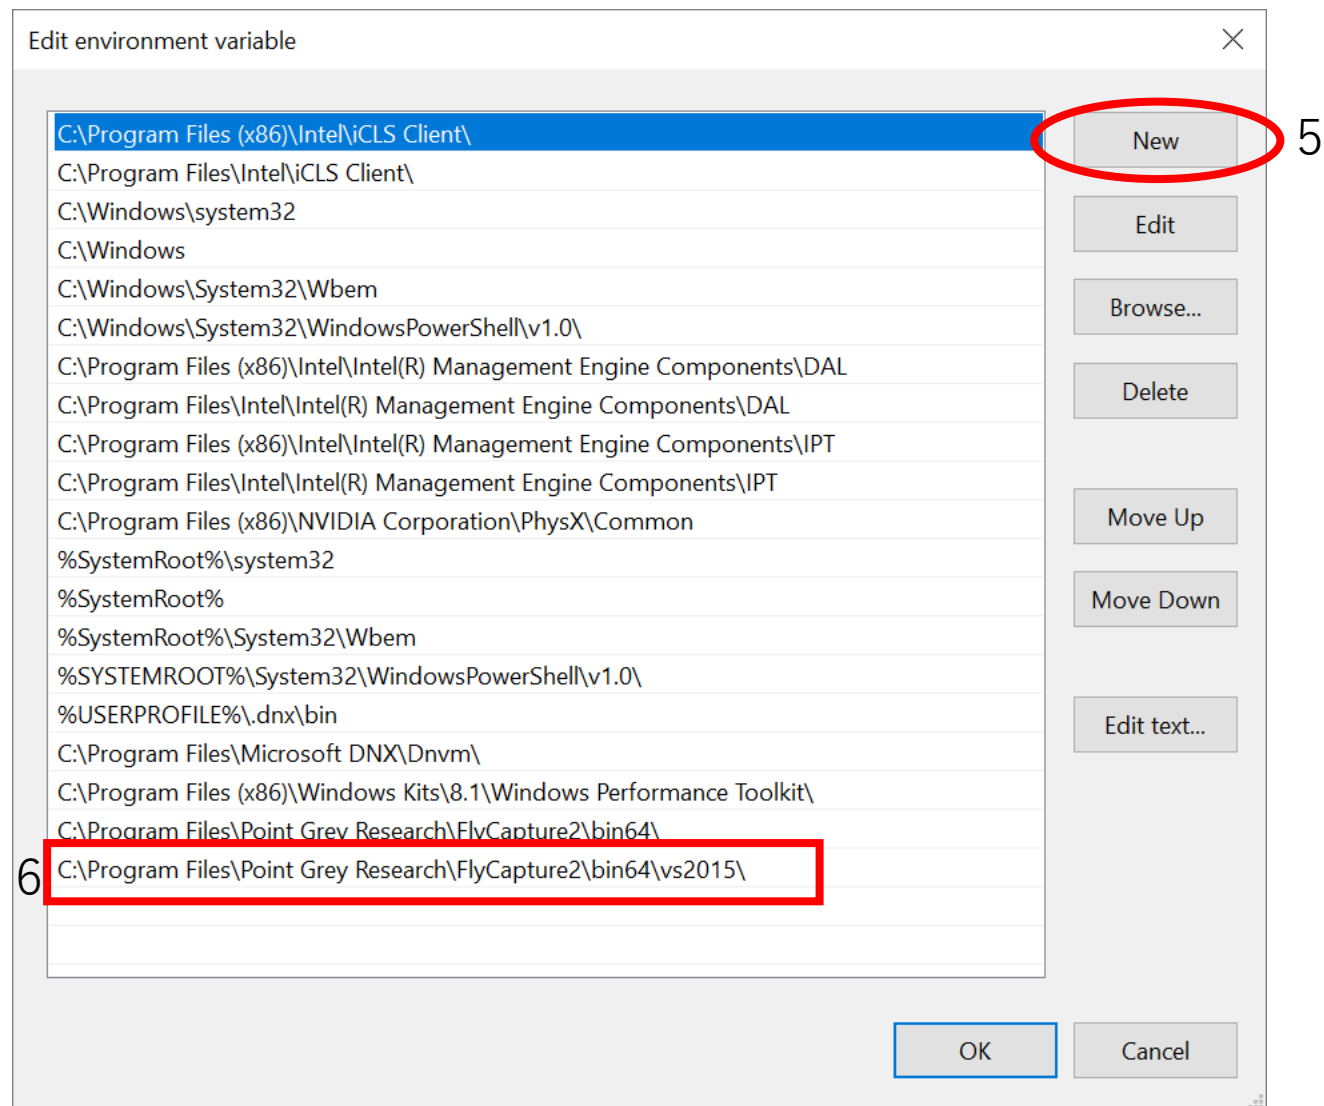 Edit environment variable
C:\Program Files (x86)\Intel\iCLS Client\
New
5
C:\Program Files\Intel\iCLS Client\
C:\Windows\system32
Edit
C:\Windows
C:\Windows\System32\Wbem
Browse...
C:\Windows\System32\WindowsPowerShell\v1.0\
C:\Program Files (x86)\Intel\Intel(R) Management Engine Components\DAL
Delete
C:\Program Files\Intel\Intel(R) Management Engine Components\DAL
C:\Program Files (x86)\Intel\Intel(R) Management Engine Components\IPT
C:\Program Files\Intel\Intel(R) Management Engine Components\IPT
C:\Program Files (x86)\NVIDIA Corporation\PhysX\Common
Move Up
%SystemRoot%\system32
%SystemRoot%
Move Down
%SystemRoot%\System32\Wbem
%SYSTEMROOT%\System32\WindowsPowerShell\v1.0\
%USERPROFILE%\.dnx\bin
Edit text...
C:\Program Files\Microsoft DNX\Dnvm\
C:\Program Files (x86)\Windows Kits\8.1\Windows Performance Toolkit\
C:\Program Files\Point Grey Research\FlyCapture2\bin64\
6
C:\Program Files\Point Grey Research\FlyCapture2\bin64\vs2015\
OK
Cancel